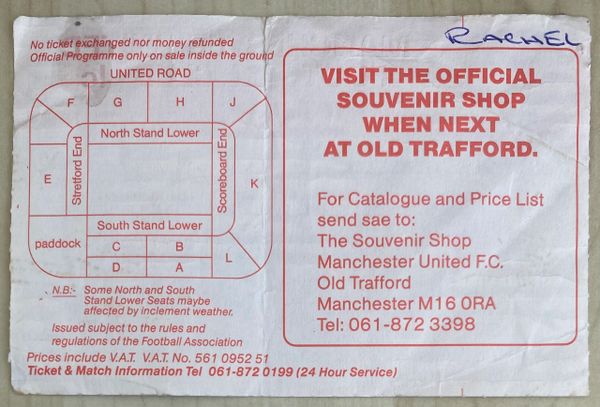 RACHEL
No ticket exchanged nor money refunded
Official Programme only on sale inside the ground
UNITED ROAD
F
G
H
J
North Stand Lower
Stretford End
Scoreboard End
E
K
South Stand Lower
paddock
C
B
D
A
L
N.B:- Some North and South
Stand Lower Seats maybe
affected by inclement weather.
Issued subject to the rules and
regulations of the Football Association
Prices include V.A.T. V.A.T. No. 561 0952 51
Ticket & Match Information Tel 061-872 0199 (24 Hour Service)
VISIT THE OFFICIAL
SOUVENIR SHOP
WHEN NEXT
AT OLD TRAFFORD.
For Catalogue and Price List
send sae to:
The Souvenir Shop
Manchester United F.C.
Old Trafford
Manchester M16 0RA
Tel: 061-872 3398